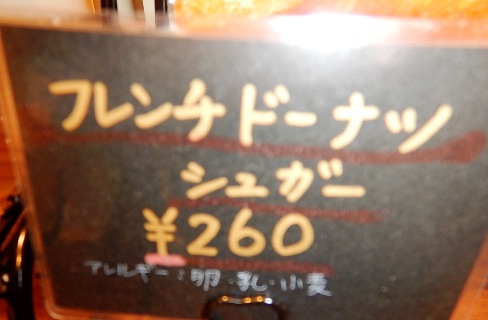 フレンチドーナツ
シュガー
¥260
アレルギー:卵・乳・小麦